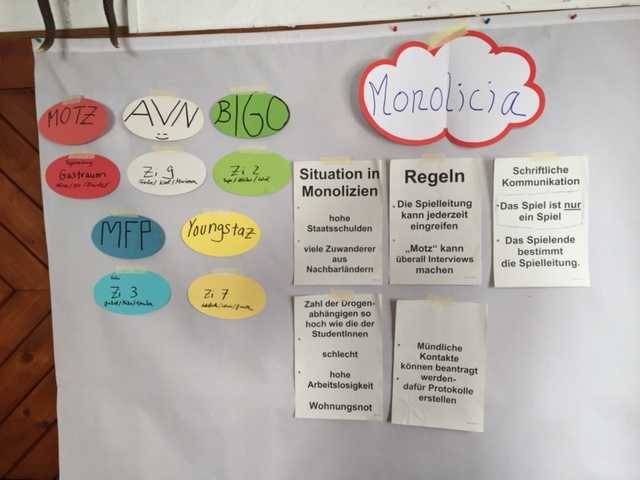 Monolicia
MOTZ
AVN
BIGO
Gastraum
Zi 9
Zi 2
MFP
Youngstaz
Zi 3
Zi 7
Situation in
Monolizien
hohe
Staatsschulden
viele Zuwanderer
aus
Nachbarländern
Zahl der Drogen-
abhängigen so
hoch wie die der
StudentInnen
schlecht
hohe
Arbeitslosigkeit
Wohnungsnot
Regeln
Die Spielleitung
kann jederzeit
eingreifen
„Motz“ kann
überall Interviews
machen
Mündliche
Kontakte
können beantragt
werden-
dafür Protokolle
erstellen
Schriftliche
Kommunikation
Das Spiel ist nur
ein Spiel
Das Spielende
bestimmt
die Spielleitung.